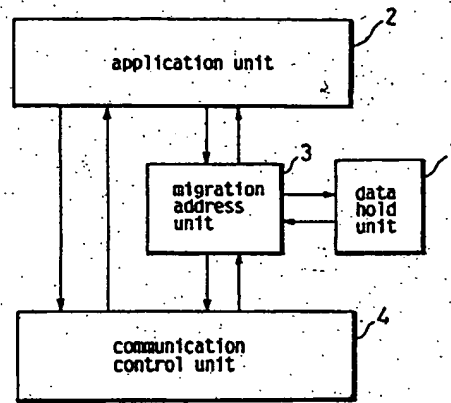 2
application unit
3
migration
address
unit
data
hold
unit
4
communication
control unit